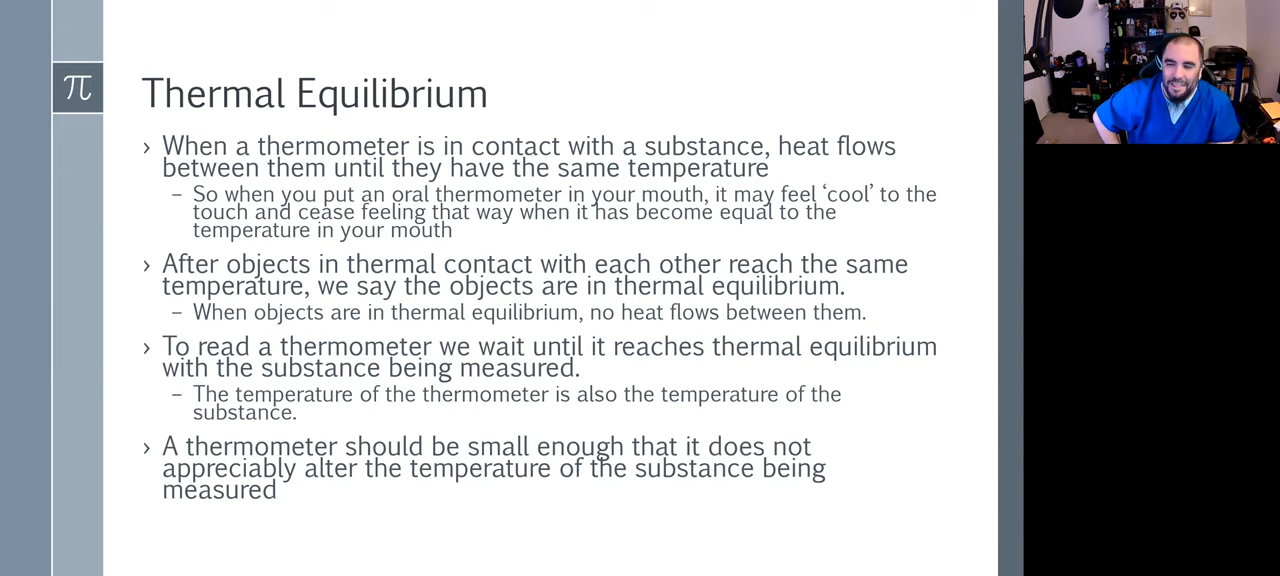 π
Thermal Equilibrium
› When a thermometer is in contact with a substance, heat flows
between them until they have the same temperature
– So when you put an oral thermometer in your mouth, it may feel ‘cool’ to the
touch and cease feeling that way when it has become equal to the
temperature in your mouth
› After objects in thermal contact with each other reach the same
temperature, we say the objects are in thermal equilibrium.
– When objects are in thermal equilibrium, no heat flows between them.
› To read a thermometer we wait until it reaches thermal equilibrium
with the substance being measured.
– The temperature of the thermometer is also the temperature of the
substance.
› A thermometer should be small enough that it does not
appreciably alter the temperature of the substance being
measured